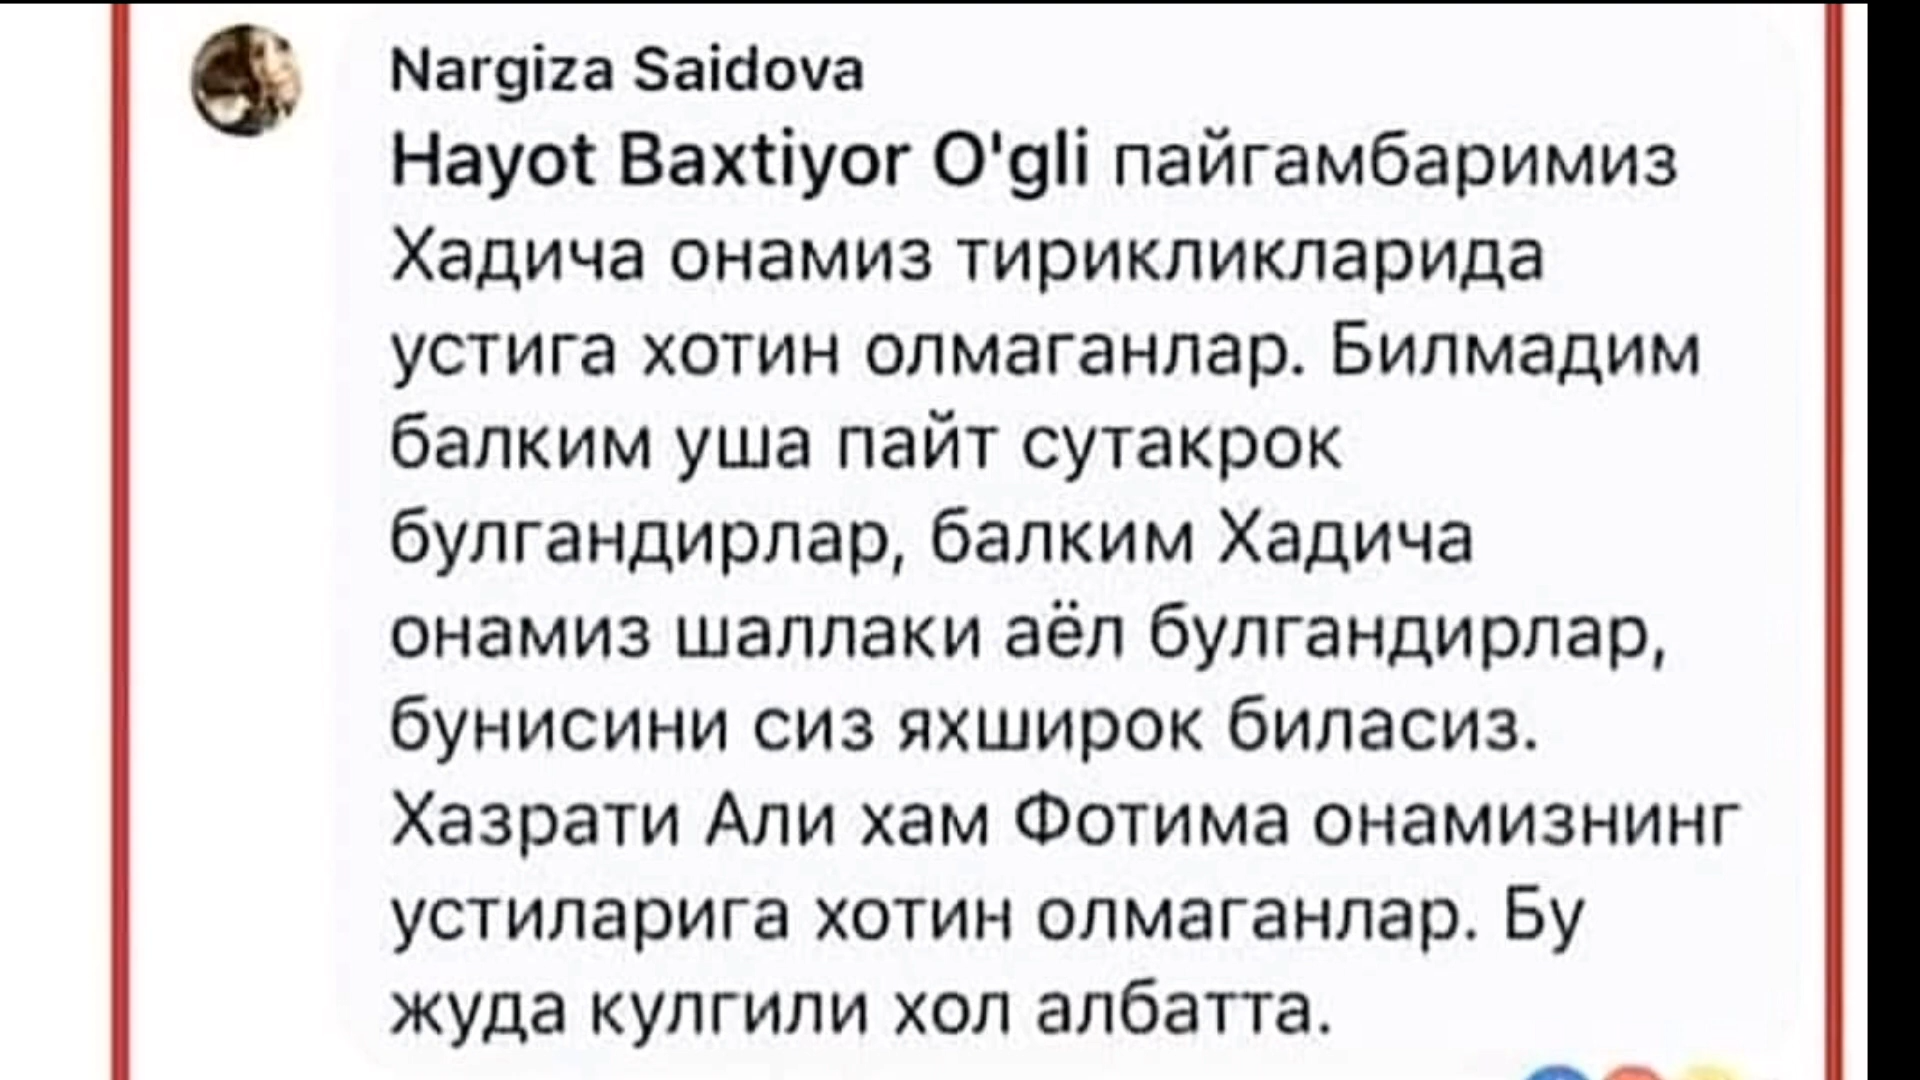 Nargiza Saidova
Hayot Baxtiyor O'gli пайгамбаримиз
Хадича онамиз тирикликларида
устига хотин олмаганлар. Билмадим
балким уша пайт сутакрок
булгандирлар, балким Хадича
онамиз шаллаки аёл булгандирлар,
бунисини сиз яхширок биласиз.
Хазрати Али хам Фотима онамизнинг
устиларига хотин олмаганлар. Бу
жуда кулгили хол албатта.